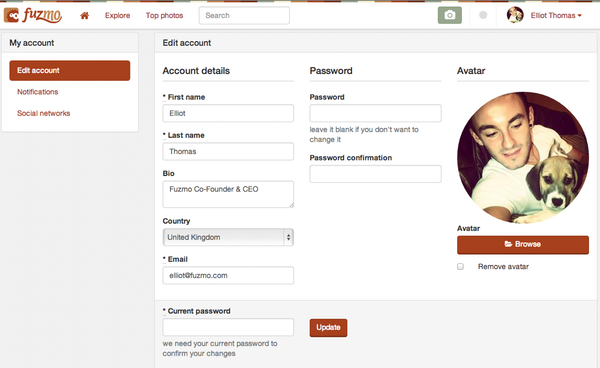 fuzmo
Explore
Top photos
Search
Elliot Thomas
My account
Edit account
Notifications
Social networks
Edit account
Account details
* First name
Elliot
* Last name
Thomas
Bio
Fuzmo Co-Founder & CEO
Country
United Kingdom
* Email
elliot@fuzmo.com
Password
Password
leave it blank if you don't want to
change it
Password confirmation
Avatar
Avatar
Browse
Remove avatar
* Current password
we need your current password to
confirm your changes
Update